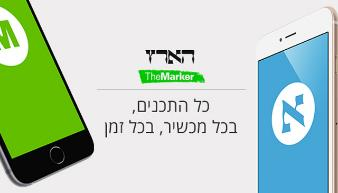 הארץ
TheMarker
כל התכנים,
בכל מכשיר, בכל זמן
M
א